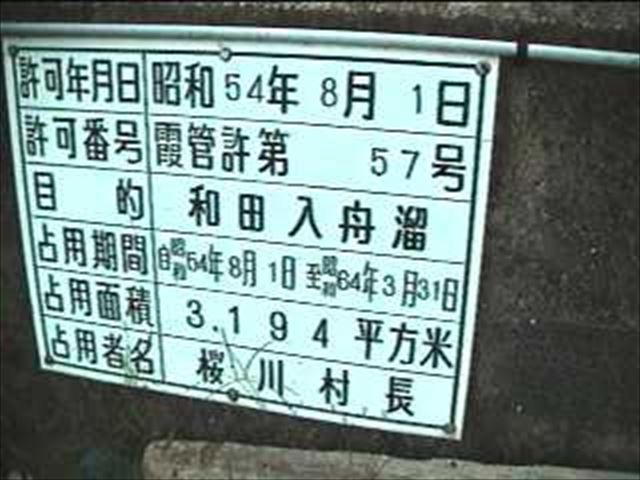 許可年月日 昭和54年8月1日
許可番号 霞管許第 57号
目的 和田入舟溜
占用期間 自昭和54年8月1日 至昭和64年3月31日
占用面積 3.194平方米
占用者名 桜川村長